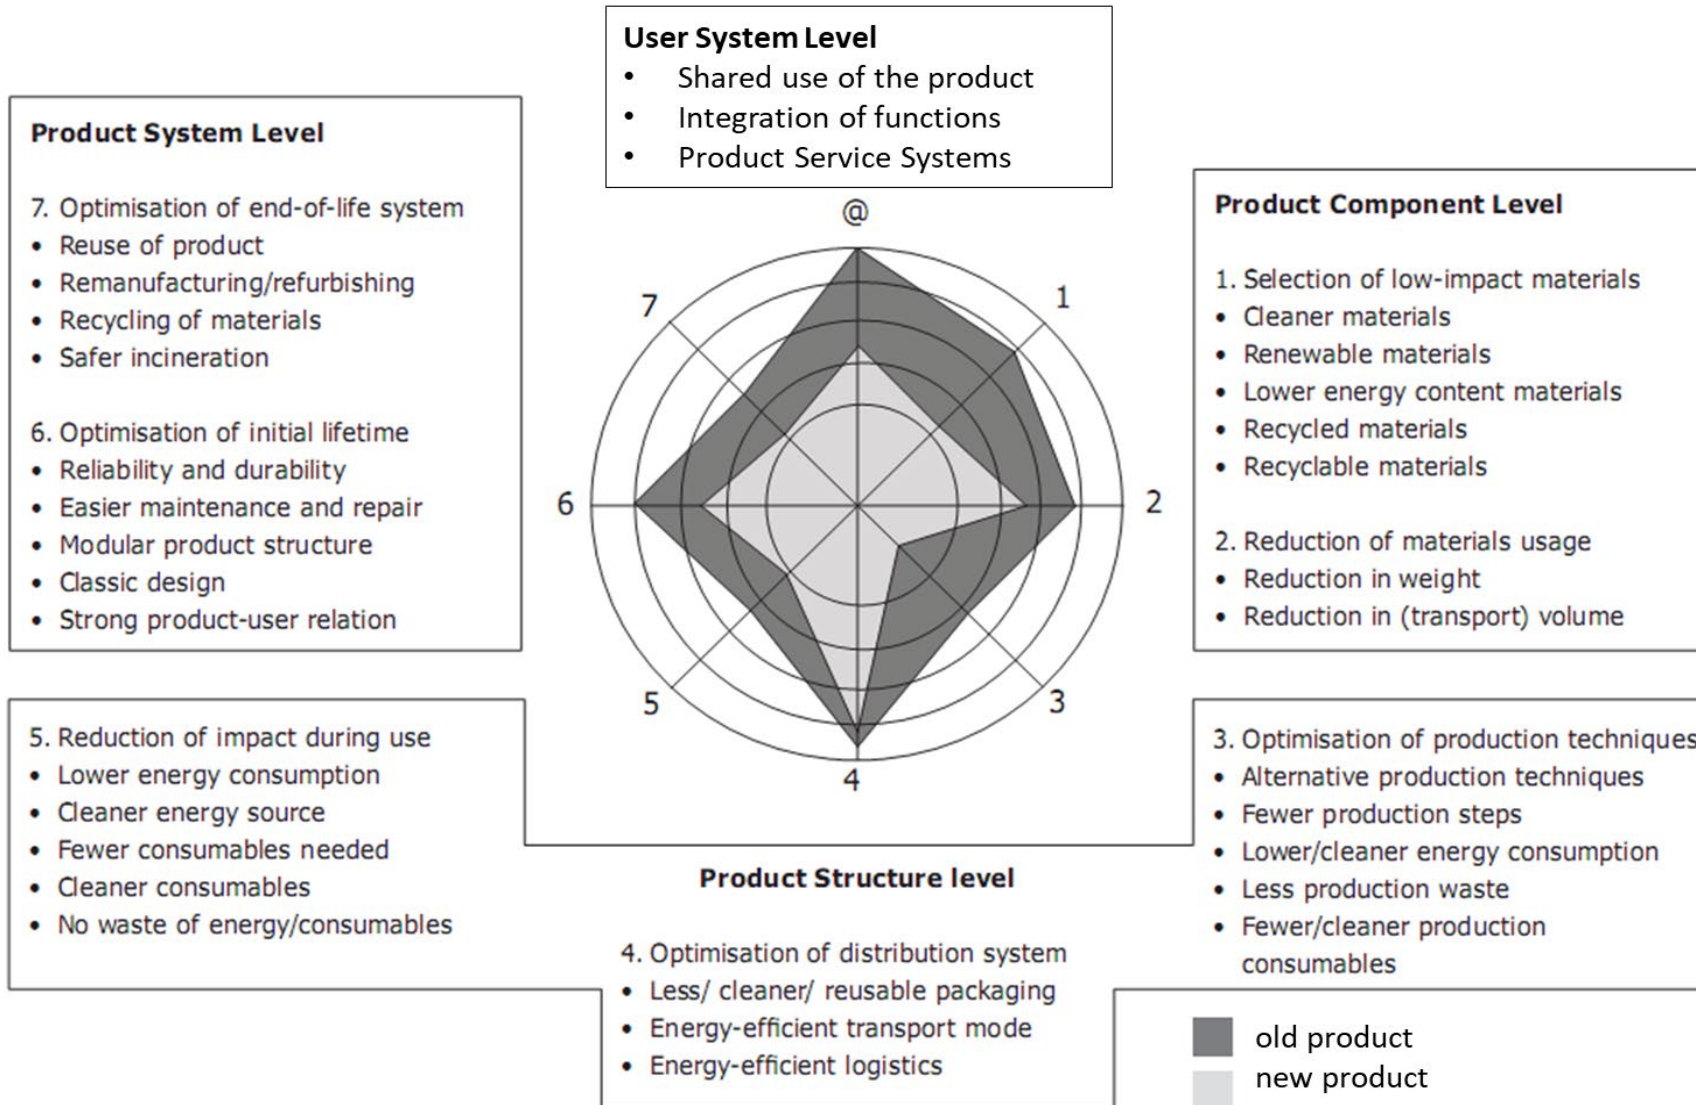 User System Level
• Shared use of the product
• Integration of functions
• Product Service Systems
Product System Level
7. Optimisation of end-of-life system
• Reuse of product
• Remanufacturing/refurbishing
• Recycling of materials
• Safer incineration
6. Optimisation of initial lifetime
• Reliability and durability
• Easier maintenance and repair
• Modular product structure
• Classic design
• Strong product-user relation
@
1
2
3
4
5
6
7
Product Component Level
1. Selection of low-impact materials
• Cleaner materials
• Renewable materials
• Lower energy content materials
• Recycled materials
• Recyclable materials
2. Reduction of materials usage
• Reduction in weight
• Reduction in (transport) volume
5. Reduction of impact during use
• Lower energy consumption
• Cleaner energy source
• Fewer consumables needed
• Cleaner consumables
• No waste of energy/consumables
Product Structure level
4. Optimisation of distribution system
• Less/ cleaner/ reusable packaging
• Energy-efficient transport mode
• Energy-efficient logistics
3. Optimisation of production techniques
• Alternative production techniques
• Fewer production steps
• Lower/cleaner energy consumption
• Less production waste
• Fewer/cleaner production
consumables
old product
new product